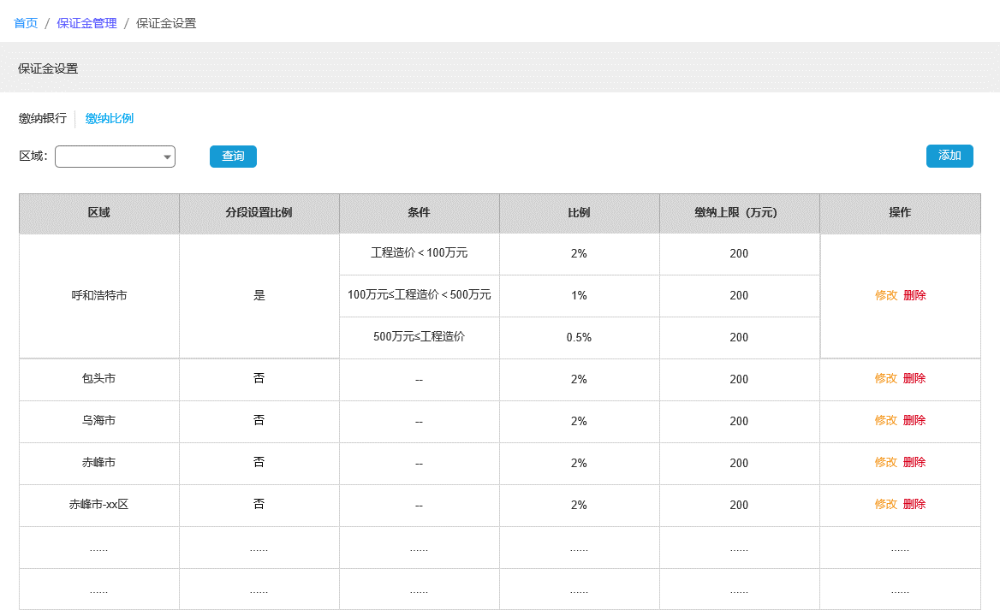 首页 / 保证金管理 / 保证金设置
保证金设置
缴纳银行 缴纳比例
区域： 查询 添加
区域 分段设置比例 条件 比例 缴纳上限（万元） 操作
工程造价＜100万元 2% 200
呼和浩特市 是 100万元≤工程造价＜500万元 1% 200 修改 删除
500万元≤工程造价 0.5% 200
包头市 否 -- 2% 200 修改 删除
乌海市 否 -- 2% 200 修改 删除
赤峰市 否 -- 2% 200 修改 删除
赤峰市-xx区 否 -- 2% 200 修改 删除
...... ...... ...... ...... ...... ......
...... ...... ...... ...... ...... ......